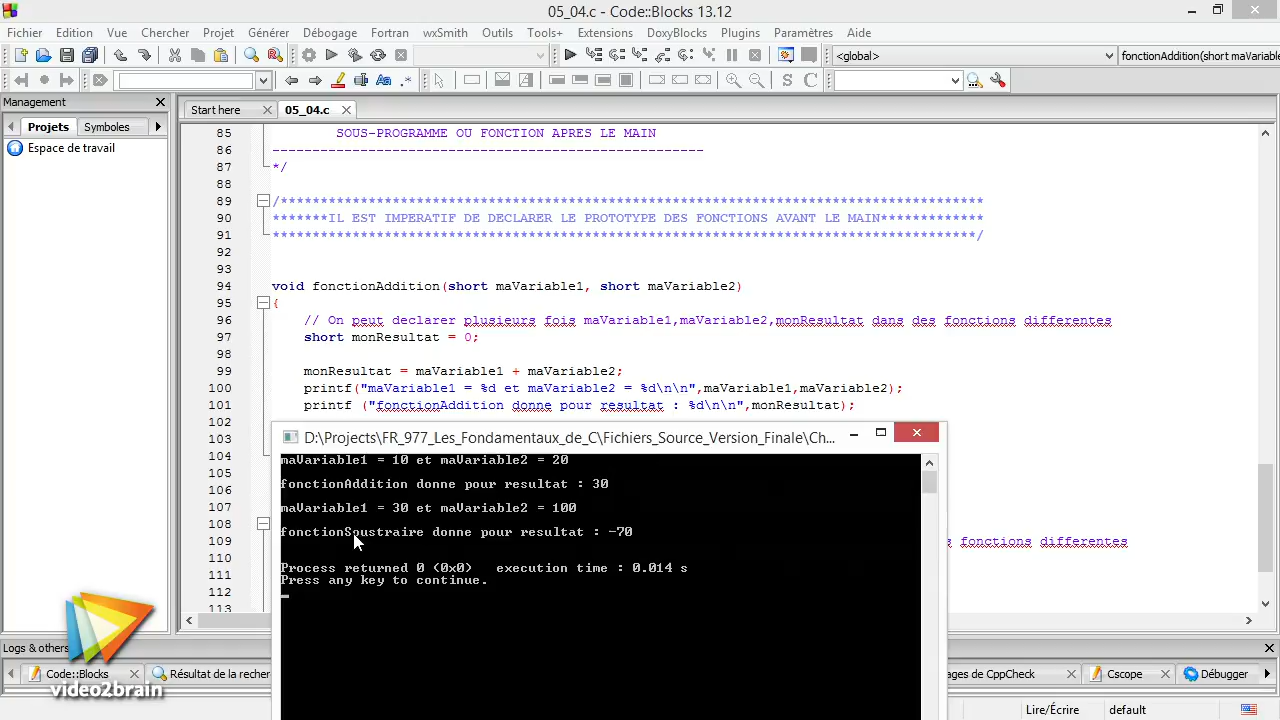 05_04.c - Code::Blocks 13.12
Fichier Edition Vue Chercher Projet Générer Débogage Fortran wxSmith Outils Tools+ Extensions DoxyBlocks Plugins Paramètres Aide
<global>
fonctionAddition(short maVariable
Management
Start here
05_04.c
Projets
Symboles
Espace de travail
85 SOUS-PROGRAMME OU FONCTION APRES LE MAIN
86 ------------------------------------------------------
87 */
88
89 /****************************************************************************************
90 *******IL EST IMPERATIF DE DECLARER LE PROTOTYPE DES FONCTIONS AVANT LE MAIN*************
91 ****************************************************************************************/
92
93
94 void fonctionAddition(short maVariable1, short maVariable2)
95 {
96 // On peut declarer plusieurs fois maVariable1,maVariable2,monResultat dans des fonctions differentes
97 short monResultat = 0;
98
99 monResultat = maVariable1 + maVariable2;
100 printf("maVariable1 = %d et maVariable2 = %d\n\n",maVariable1,maVariable2);
101 printf ("fonctionAddition donne pour resultat : %d\n\n",monResultat);
102
103
104
105
106
107
108
109 s fonctions differentes
110
111
112
D:\Projects\FR_977_Les_Fondamentaux_de_C\Fichiers_Source_Version_Finale\Ch...
maVariable1 = 10 et maVariable2 = 20
fonctionAddition donne pour resultat : 30
maVariable1 = 30 et maVariable2 = 100
fonctionSoustraire donne pour resultat : -70
Process returned 0 (0x0) execution time : 0.014 s
Press any key to continue.
Logs & others
Code::Blocks
Résultat de la recher
ages de CppCheck
Cscope
Débugger
video2brain
Lire/Écrire
default